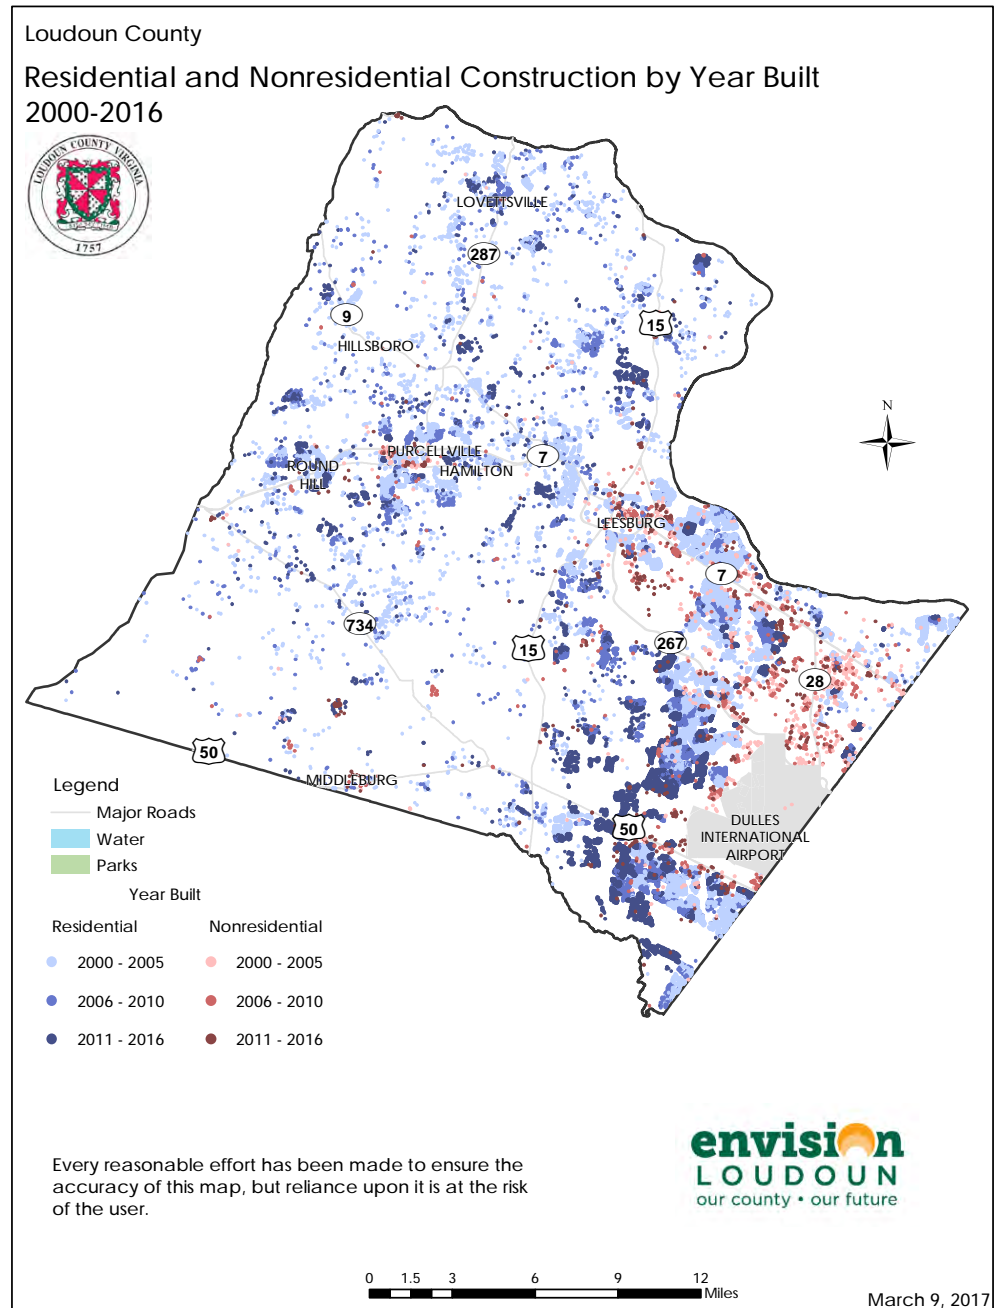 Loudoun County
Residential and Nonresidential Construction by Year Built
2000-2016
LOUDOUN COUNTY VIRGINIA
1757
LOVETTSVILLE
287
9
15
HILLSBORO
N
PURCELLVILLE
ROUND
HILL
HAMILTON
7
LEESBURG
7
734
15
267
28
50
MIDDLEBURG
50
DULLES
INTERNATIONAL
AIRPORT
Legend
Major Roads
Water
Parks
Year Built
Residential Nonresidential
2000 - 2005 2000 - 2005
2006 - 2010 2006 - 2010
2011 - 2016 2011 - 2016
Every reasonable effort has been made to ensure the
accuracy of this map, but reliance upon it is at the risk
of the user.
envision
LOUDOUN
our county • our future
0 1.5 3 6 9 12
Miles
March 9, 2017